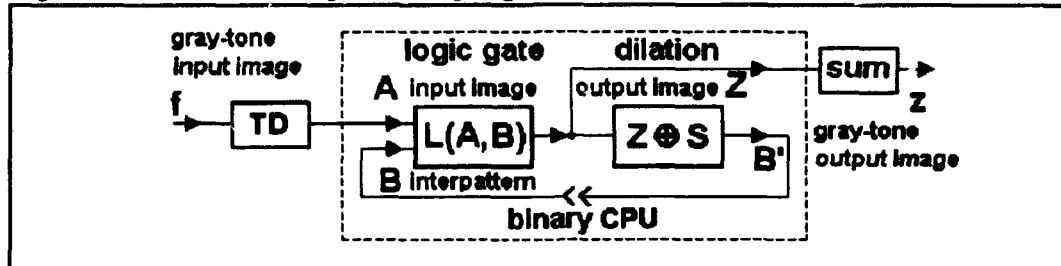 gray-tone
input image
f
TD
logic gate
dilation
A input image
output image Z
L(A,B)
Z ⊕ S
B'
B interpattern
binary CPU
sum
z
gray-tone
output image